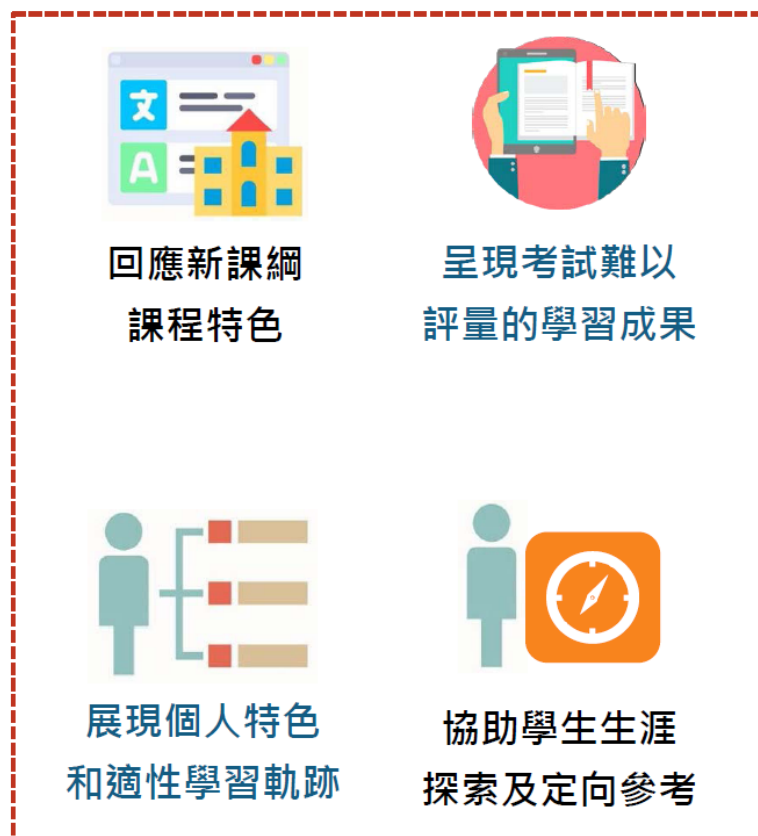 文
A
回應新課綱
課程特色
呈現考試難以
評量的學習成果
展現個人特色
和適性學習軌跡
協助學生生涯
探索及定向參考